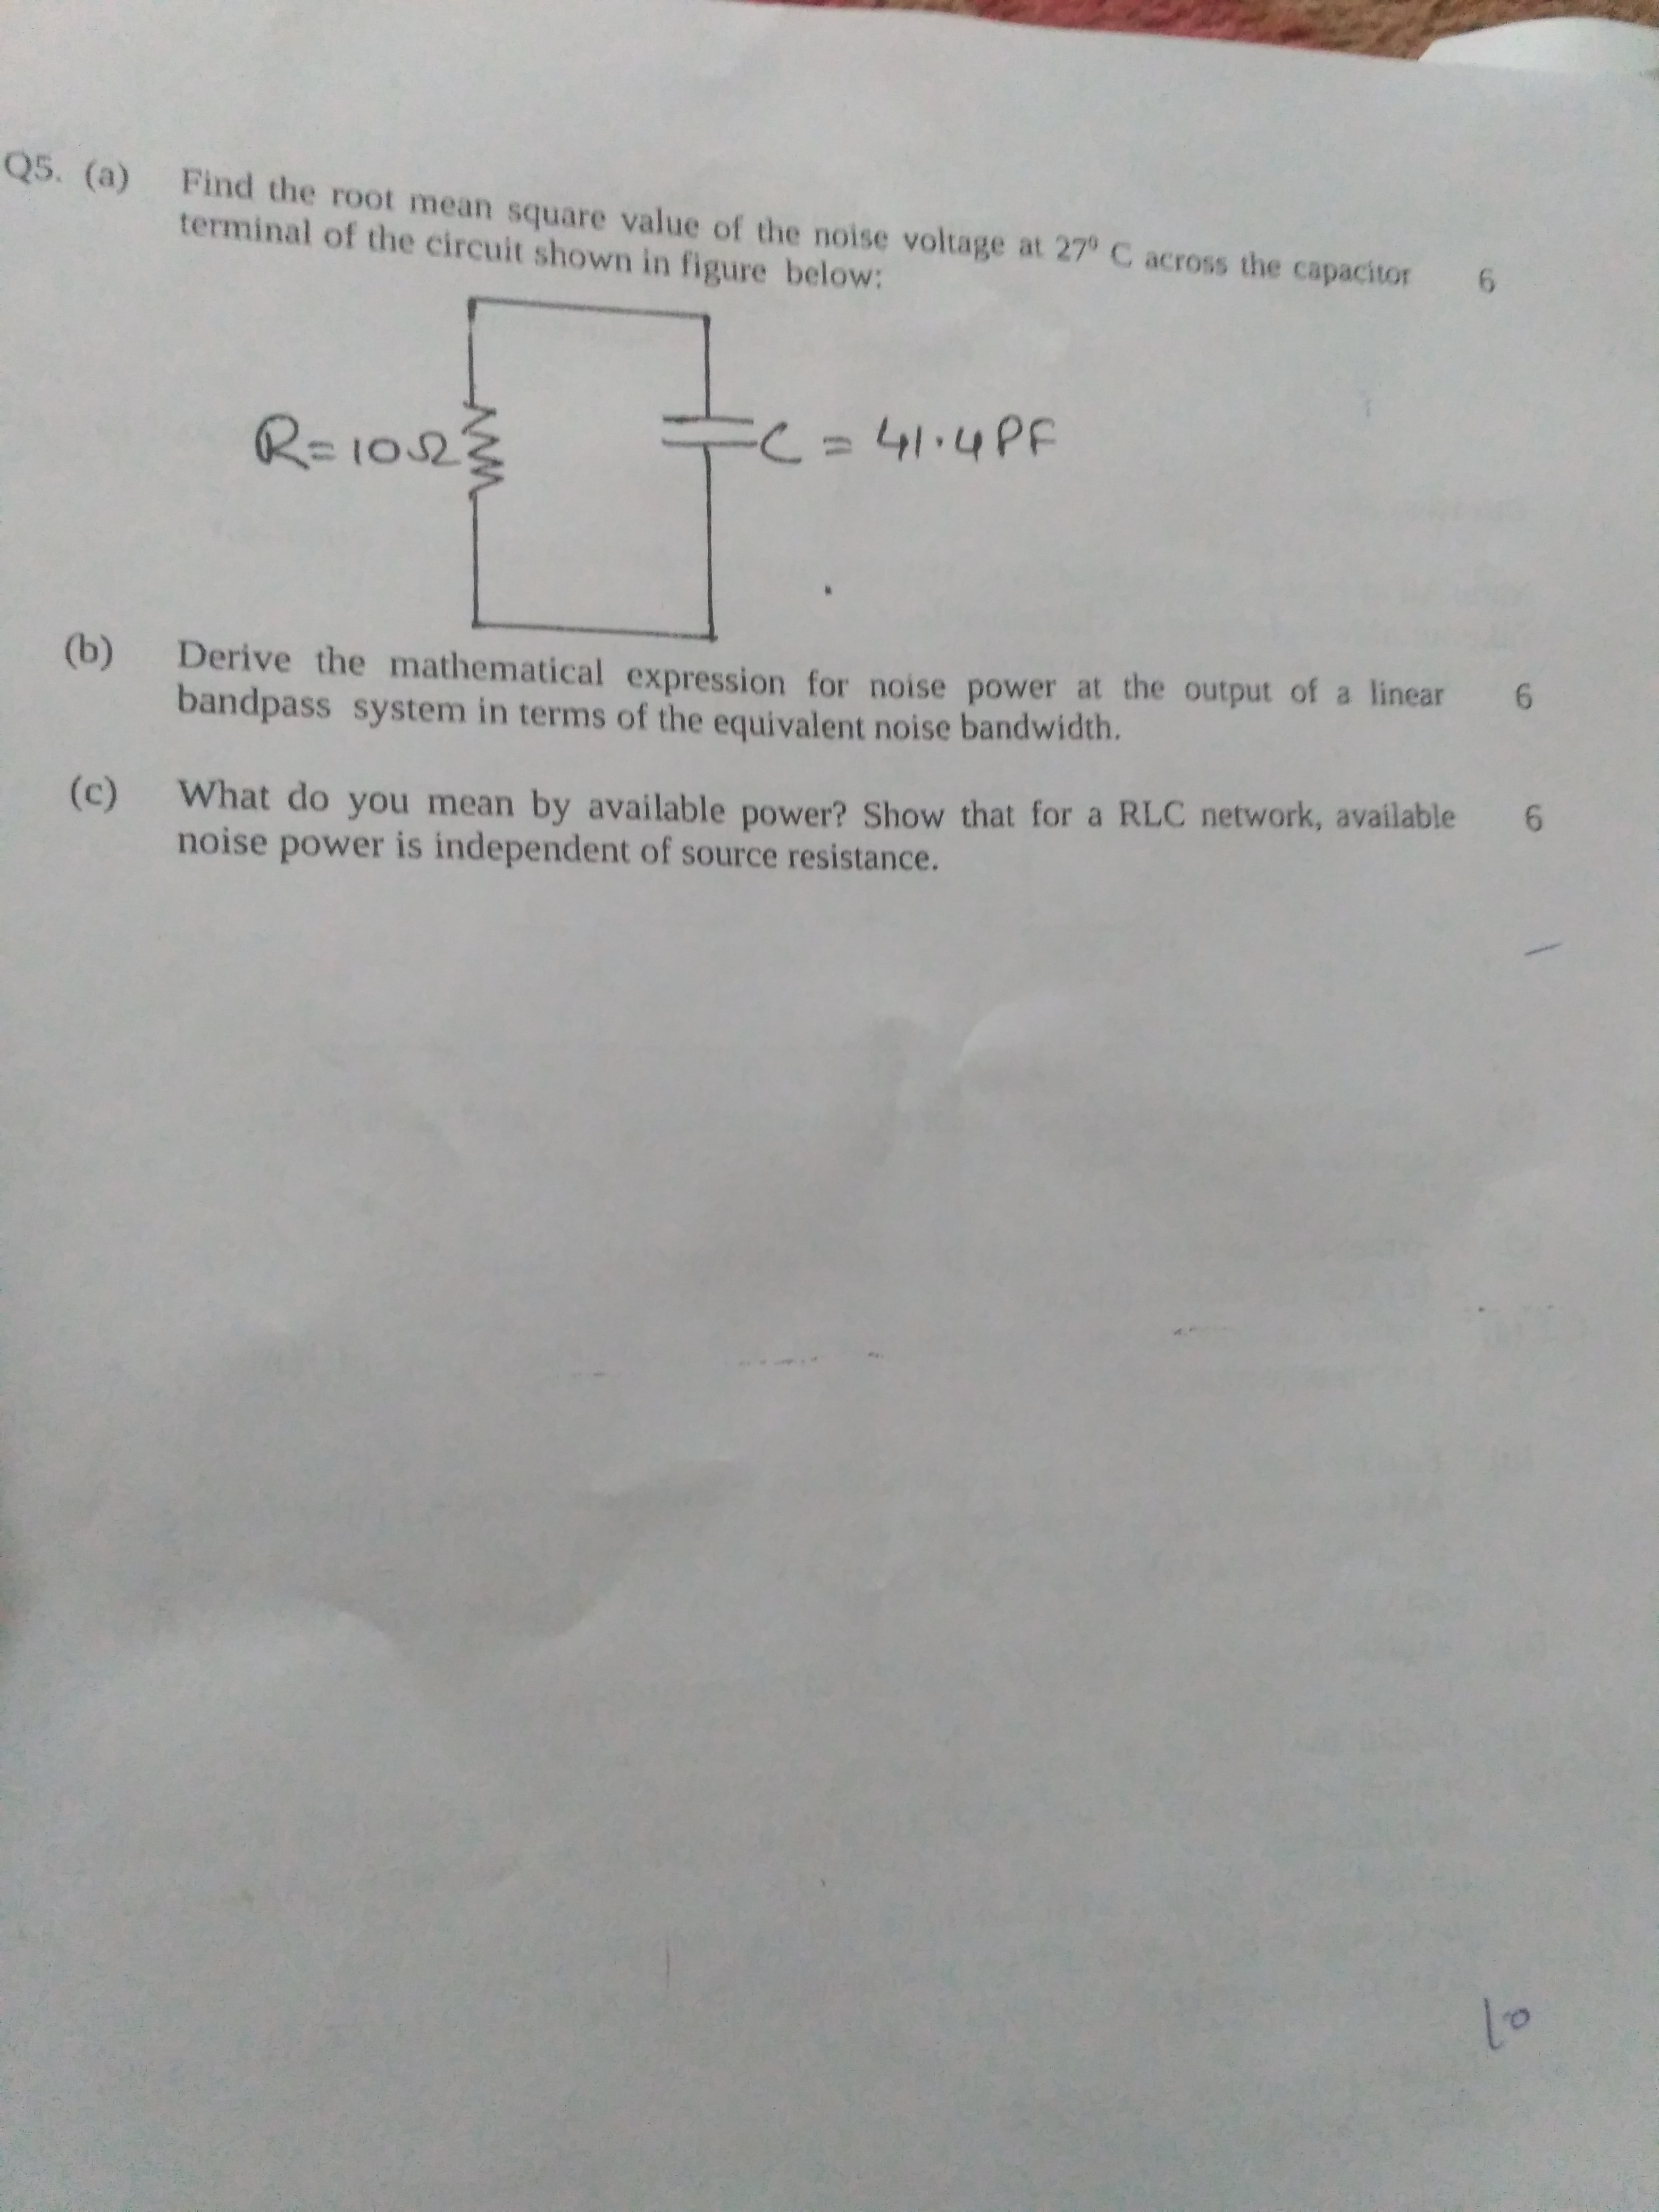 Q5. (a) Find the root mean square value of the noise voltage at 27⁰ C across the capacitor 6
terminal of the circuit shown in figure below:
R=10Ω C = 41.4PF
(b) Derive the mathematical expression for noise power at the output of a linear 6
bandpass system in terms of the equivalent noise bandwidth.
(c) What do you mean by available power? Show that for a RLC network, available 6
noise power is independent of source resistance.
10